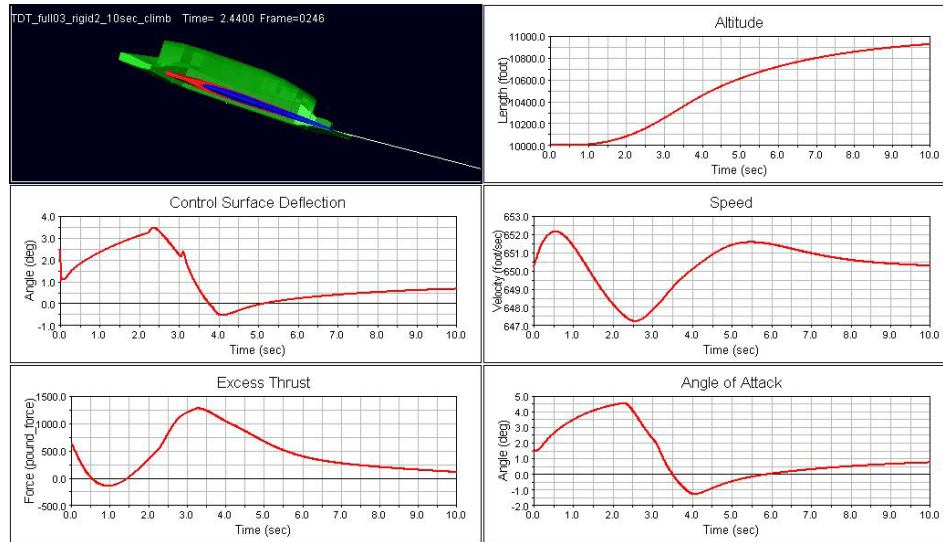 TDT_full03_rigid2_10sec_climb Time= 2.4400 Frame=0246
Altitude
Length (foot)
11000.0
10800.0
10600.0
10400.0
10200.0
10000.0
0.0 1.0 2.0 3.0 4.0 5.0 6.0 7.0 8.0 9.0 10.0
Time (sec)
Control Surface Deflection
Angle (deg)
4.0
3.0
2.0
1.0
0.0
-1.0
0.0 1.0 2.0 3.0 4.0 5.0 6.0 7.0 8.0 9.0 10.0
Time (sec)
Speed
Velocity (foot/sec)
653.0
652.0
651.0
650.0
649.0
648.0
647.0
0.0 1.0 2.0 3.0 4.0 5.0 6.0 7.0 8.0 9.0 10.0
Time (sec)
Excess Thrust
Force (pound_force)
1500.0
1000.0
500.0
0.0
-500.0
0.0 1.0 2.0 3.0 4.0 5.0 6.0 7.0 8.0 9.0 10.0
Time (sec)
Angle of Attack
Angle (deg)
5.0
4.0
3.0
2.0
1.0
0.0
-1.0
-2.0
0.0 1.0 2.0 3.0 4.0 5.0 6.0 7.0 8.0 9.0 10.0
Time (sec)